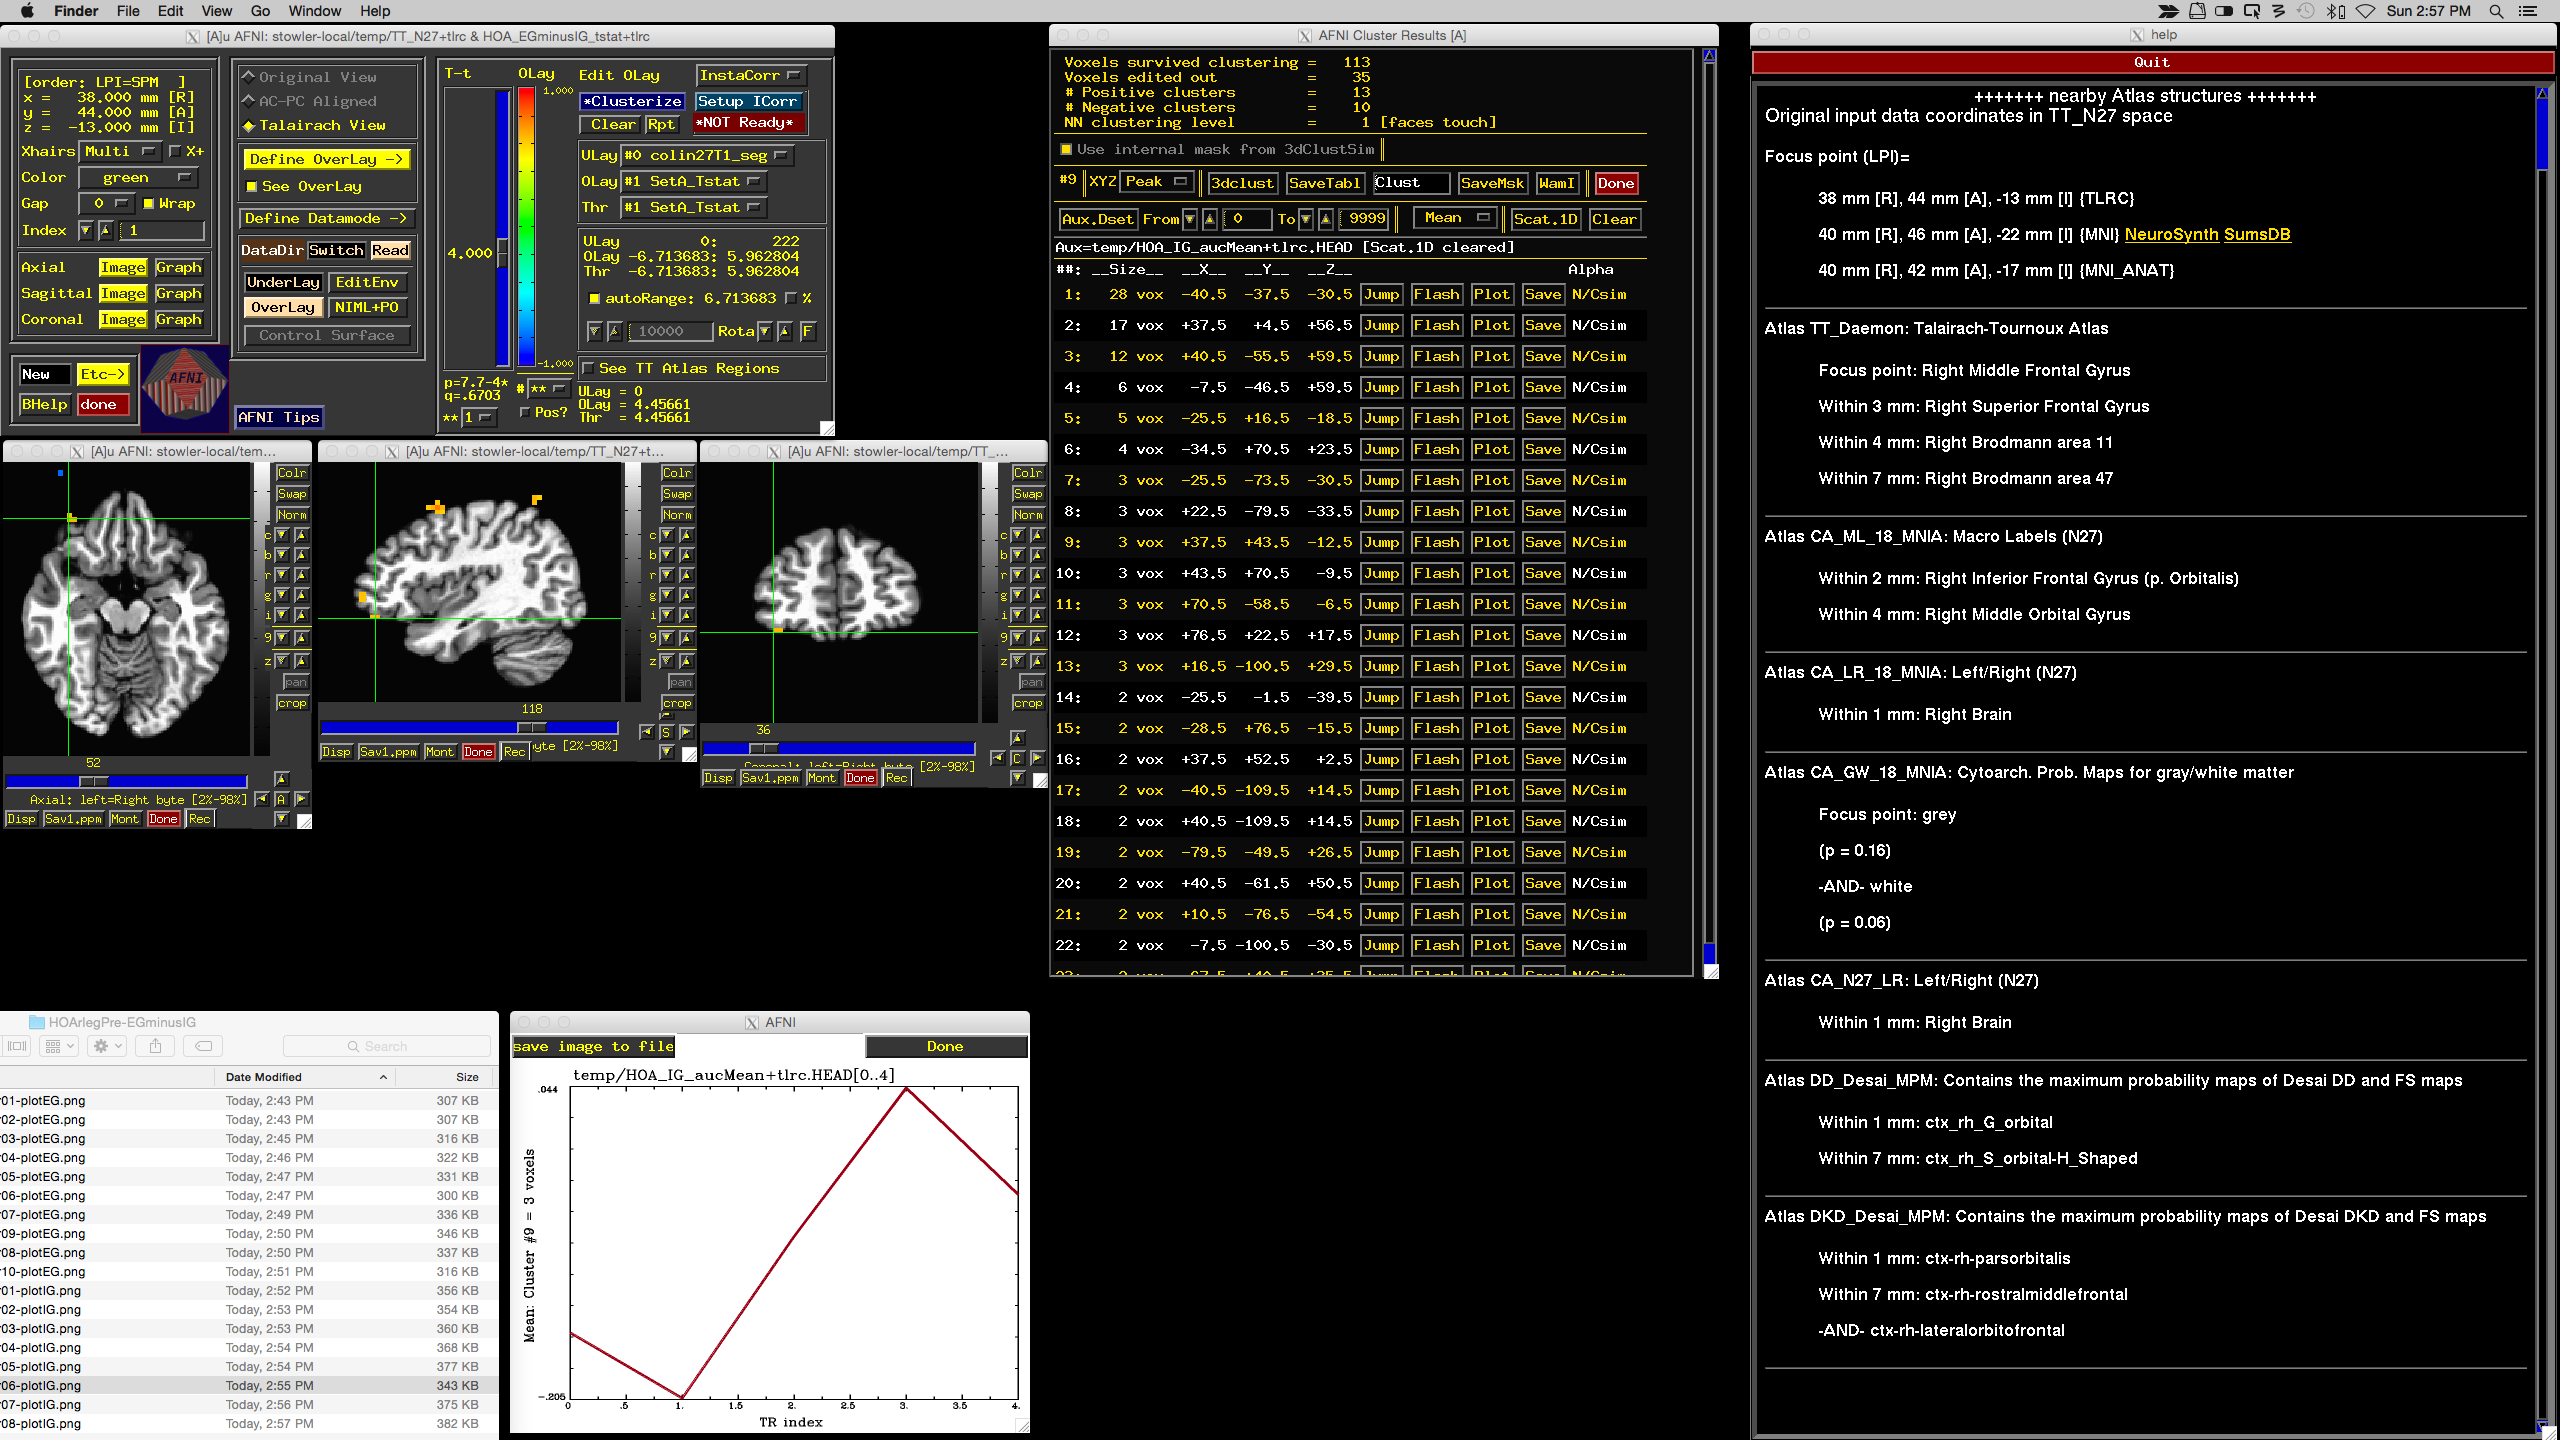 Finder File Edit View Go Window Help
Sun 2:57 PM
[A]u AFNI: stowler-local/temp/TT_N27+tlrc & HOA_EGminusIG_tstat+tlrc
[order: LPI=SPM ]
x = 38.000 mm [R]
y = 44.000 mm [A]
z = -13.000 mm [I]
Xhairs Multi X+
Color green
Gap 0 Wrap
Index 1
Axial Image Graph
Sagittal Image Graph
Coronal Image Graph
New Etc->
BHelp done
AFNI
AFNI Tips
Original View
AC-PC Aligned
Talairach View
Define OverLay ->
See OverLay
Define Datamode ->
DataDir Switch Read
UnderLay EditEnv
OverLay NIML+PO
Control Surface
T-t
4.000
p=7.7-4*
q=.6703
** 1
OLay
1.000
-1.000
# **
Pos?
Edit OLay InstaCorr
*Clusterize Setup ICorr
Clear Rpt *NOT Ready*
ULay #0 colin27T1_seg
OLay #1 SetA_Tstat
Thr #1 SetA_Tstat
ULay 0: 222
OLay -6.713683: 5.962804
Thr -6.713683: 5.962804
autoRange: 6.713683 %
10000 Rota F
See TT Atlas Regions
ULay = 0
OLay = 4.45661
Thr = 4.45661
[A]u AFNI: stowler-local/tem...
Colr
Swap
Norm
c
b
r
g
i
9
z
pan
crop
52
Axial: left=Right byte [2%-98%]
A
Disp Sav1.ppm Mont Done Rec
[A]u AFNI: stowler-local/temp/TT_N27+t...
Colr
Swap
Norm
c
b
r
g
i
9
z
pan
crop
118
S
Disp Sav1.ppm Mont Done Rec yte [2%-98%]
[A]u AFNI: stowler-local/temp/TT_...
Colr
Swap
Norm
c
b
r
g
i
9
z
pan
crop
36
Coronal: left=Right byte [2%-98%]
C
Disp Sav1.ppm Mont Done Rec
AFNI Cluster Results [A]
Voxels survived clustering = 113
Voxels edited out = 35
# Positive clusters = 13
# Negative clusters = 10
NN clustering level = 1 [faces touch]
Use internal mask from 3dClustSim
#9 XYZ Peak 3dclust SaveTabl Clust SaveMsk WamI Done
Aux.Dset From 0 To 9999 Mean Scat.1D Clear
Aux=temp/HOA_IG_aucMean+tlrc.HEAD [Scat.1D cleared]
##: __Size__ __X__ __Y__ __Z__ Alpha
1: 28 vox -40.5 -37.5 -30.5 Jump Flash Plot Save N/Csim
2: 17 vox +37.5 +4.5 +56.5 Jump Flash Plot Save N/Csim
3: 12 vox +40.5 -55.5 +59.5 Jump Flash Plot Save N/Csim
4: 6 vox -7.5 -46.5 +59.5 Jump Flash Plot Save N/Csim
5: 5 vox -25.5 +16.5 -18.5 Jump Flash Plot Save N/Csim
6: 4 vox -34.5 +70.5 +23.5 Jump Flash Plot Save N/Csim
7: 3 vox -25.5 -73.5 -30.5 Jump Flash Plot Save N/Csim
8: 3 vox +22.5 -79.5 -33.5 Jump Flash Plot Save N/Csim
9: 3 vox +37.5 +43.5 -12.5 Jump Flash Plot Save N/Csim
10: 3 vox +43.5 +70.5 -9.5 Jump Flash Plot Save N/Csim
11: 3 vox +70.5 -58.5 -6.5 Jump Flash Plot Save N/Csim
12: 3 vox +76.5 +22.5 +17.5 Jump Flash Plot Save N/Csim
13: 3 vox +16.5 -100.5 +29.5 Jump Flash Plot Save N/Csim
14: 2 vox -25.5 -1.5 -39.5 Jump Flash Plot Save N/Csim
15: 2 vox -28.5 +76.5 -15.5 Jump Flash Plot Save N/Csim
16: 2 vox +37.5 +52.5 +2.5 Jump Flash Plot Save N/Csim
17: 2 vox -40.5 -109.5 +14.5 Jump Flash Plot Save N/Csim
18: 2 vox +40.5 -109.5 +14.5 Jump Flash Plot Save N/Csim
19: 2 vox -79.5 -49.5 +26.5 Jump Flash Plot Save N/Csim
20: 2 vox +40.5 -61.5 +50.5 Jump Flash Plot Save N/Csim
21: 2 vox +10.5 -76.5 -54.5 Jump Flash Plot Save N/Csim
22: 2 vox -7.5 -100.5 -30.5 Jump Flash Plot Save N/Csim
help
Quit
+++++++ nearby Atlas structures +++++++
Original input data coordinates in TT_N27 space
Focus point (LPI)=
38 mm [R], 44 mm [A], -13 mm [I] {TLRC}
40 mm [R], 46 mm [A], -22 mm [I] {MNI} NeuroSynth SumsDB
40 mm [R], 42 mm [A], -17 mm [I] {MNI_ANAT}
Atlas TT_Daemon: Talairach-Tournoux Atlas
Focus point: Right Middle Frontal Gyrus
Within 3 mm: Right Superior Frontal Gyrus
Within 4 mm: Right Brodmann area 11
Within 7 mm: Right Brodmann area 47
Atlas CA_ML_18_MNIA: Macro Labels (N27)
Within 2 mm: Right Inferior Frontal Gyrus (p. Orbitalis)
Within 4 mm: Right Middle Orbital Gyrus
Atlas CA_LR_18_MNIA: Left/Right (N27)
Within 1 mm: Right Brain
Atlas CA_GW_18_MNIA: Cytoarch. Prob. Maps for gray/white matter
Focus point: grey
(p = 0.16)
-AND- white
(p = 0.06)
Atlas CA_N27_LR: Left/Right (N27)
Within 1 mm: Right Brain
Atlas DD_Desai_MPM: Contains the maximum probability maps of Desai DD and FS maps
Within 1 mm: ctx_rh_G_orbital
Within 7 mm: ctx_rh_S_orbital-H_Shaped
Atlas DKD_Desai_MPM: Contains the maximum probability maps of Desai DKD and FS maps
Within 1 mm: ctx-rh-parsorbitalis
Within 7 mm: ctx-rh-rostralmiddlefrontal
-AND- ctx-rh-lateralorbitofrontal
HOArlegPre-EGminusIG
Search
Date Modified Size
01-plotEG.png Today, 2:43 PM 307 KB
02-plotEG.png Today, 2:43 PM 307 KB
03-plotEG.png Today, 2:45 PM 316 KB
04-plotEG.png Today, 2:46 PM 322 KB
05-plotEG.png Today, 2:47 PM 331 KB
06-plotEG.png Today, 2:47 PM 300 KB
07-plotEG.png Today, 2:49 PM 336 KB
09-plotEG.png Today, 2:50 PM 346 KB
08-plotEG.png Today, 2:50 PM 337 KB
10-plotEG.png Today, 2:51 PM 316 KB
01-plotIG.png Today, 2:52 PM 356 KB
02-plotIG.png Today, 2:53 PM 354 KB
03-plotIG.png Today, 2:53 PM 360 KB
04-plotIG.png Today, 2:54 PM 368 KB
05-plotIG.png Today, 2:54 PM 377 KB
06-plotIG.png Today, 2:55 PM 343 KB
07-plotIG.png Today, 2:56 PM 375 KB
08-plotIG.png Today, 2:57 PM 382 KB
AFNI
save image to file Done
temp/HOA_IG_aucMean+tlrc.HEAD[0..4]
.044
-.205
Mean: Cluster #9 = 3 voxels
0 .5 1. 1.5 2. 2.5 3. 3.5 4.
TR index